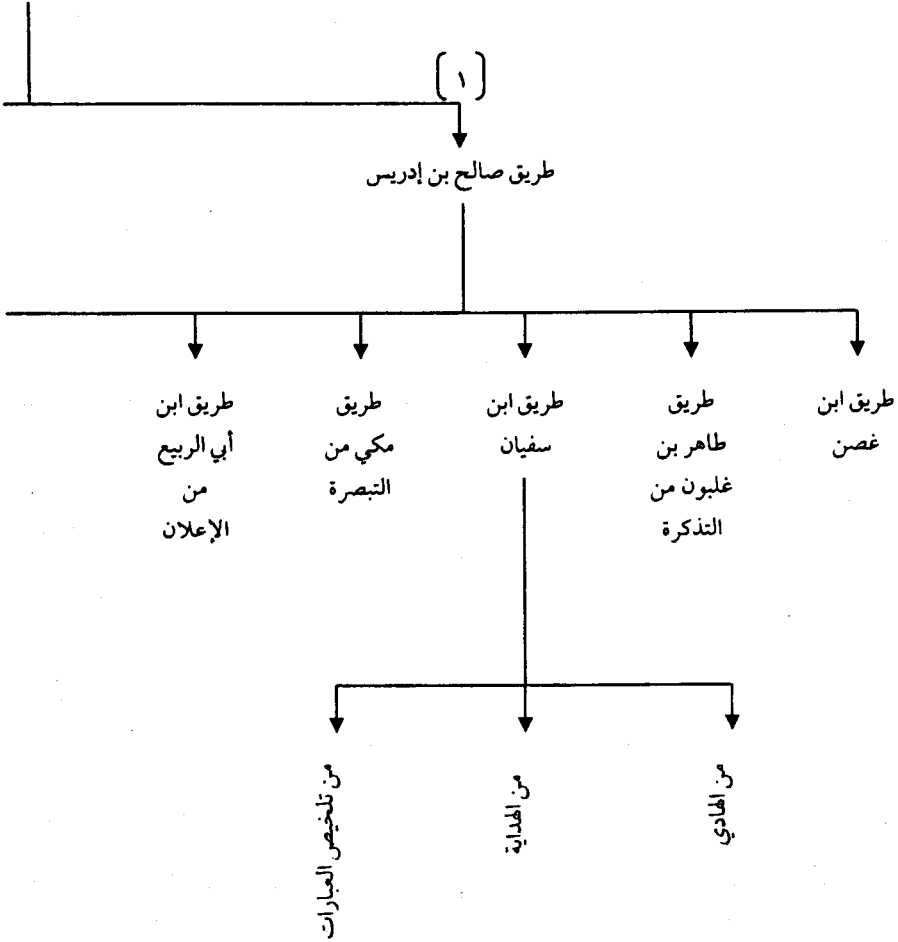 (١)
طريق صالح بن إدريس
طريق ابن
غصن
طريق
طاهر بن
غلبون من
التذكرة
طريق ابن
سفيان
طريق
مكي من
التبصرة
طريق ابن
أبي الربيع
من
الإعلان
من الهادي
من الهداية
من تلخيص العبارات